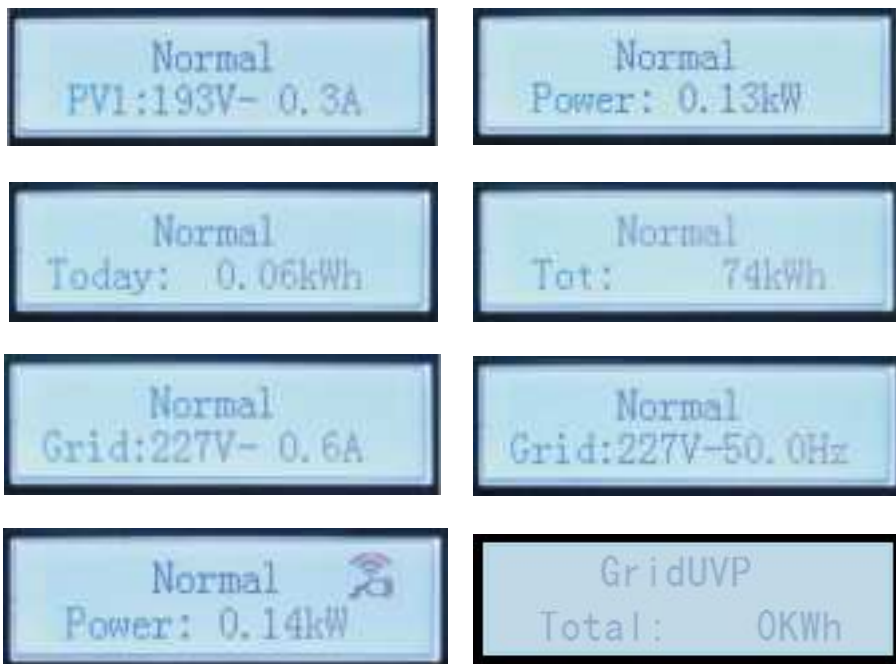 Normal
PV1:193V- 0.3A
Normal
Power: 0.13kW
Normal
Today: 0.06kWh
Normal
Tot: 74kWh
Normal
Grid:227V- 0.6A
Normal
Grid:227V-50.0Hz
Normal
Power: 0.14kW
GridUVP
Total: 0KWh